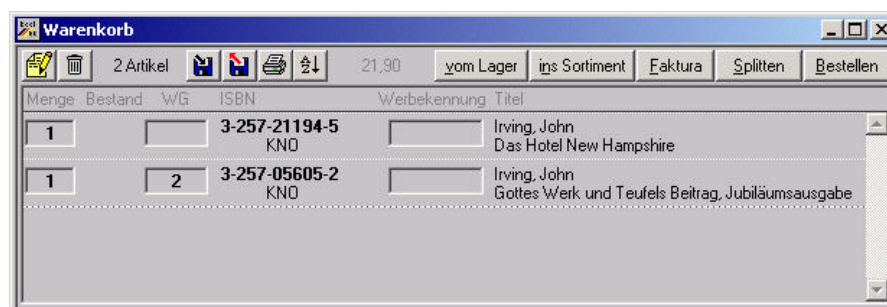 Warenkorb
2 Artikel 21,90 vom Lager ins Sortiment Faktura Splitten Bestellen
Menge Bestand WG ISBN Werbekennung Titel
1 3-257-21194-5 Irving, John
KNO Das Hotel New Hampshire
1 2 3-257-05605-2 Irving, John
KNO Gottes Werk und Teufels Beitrag, Jubiläumsausgabe